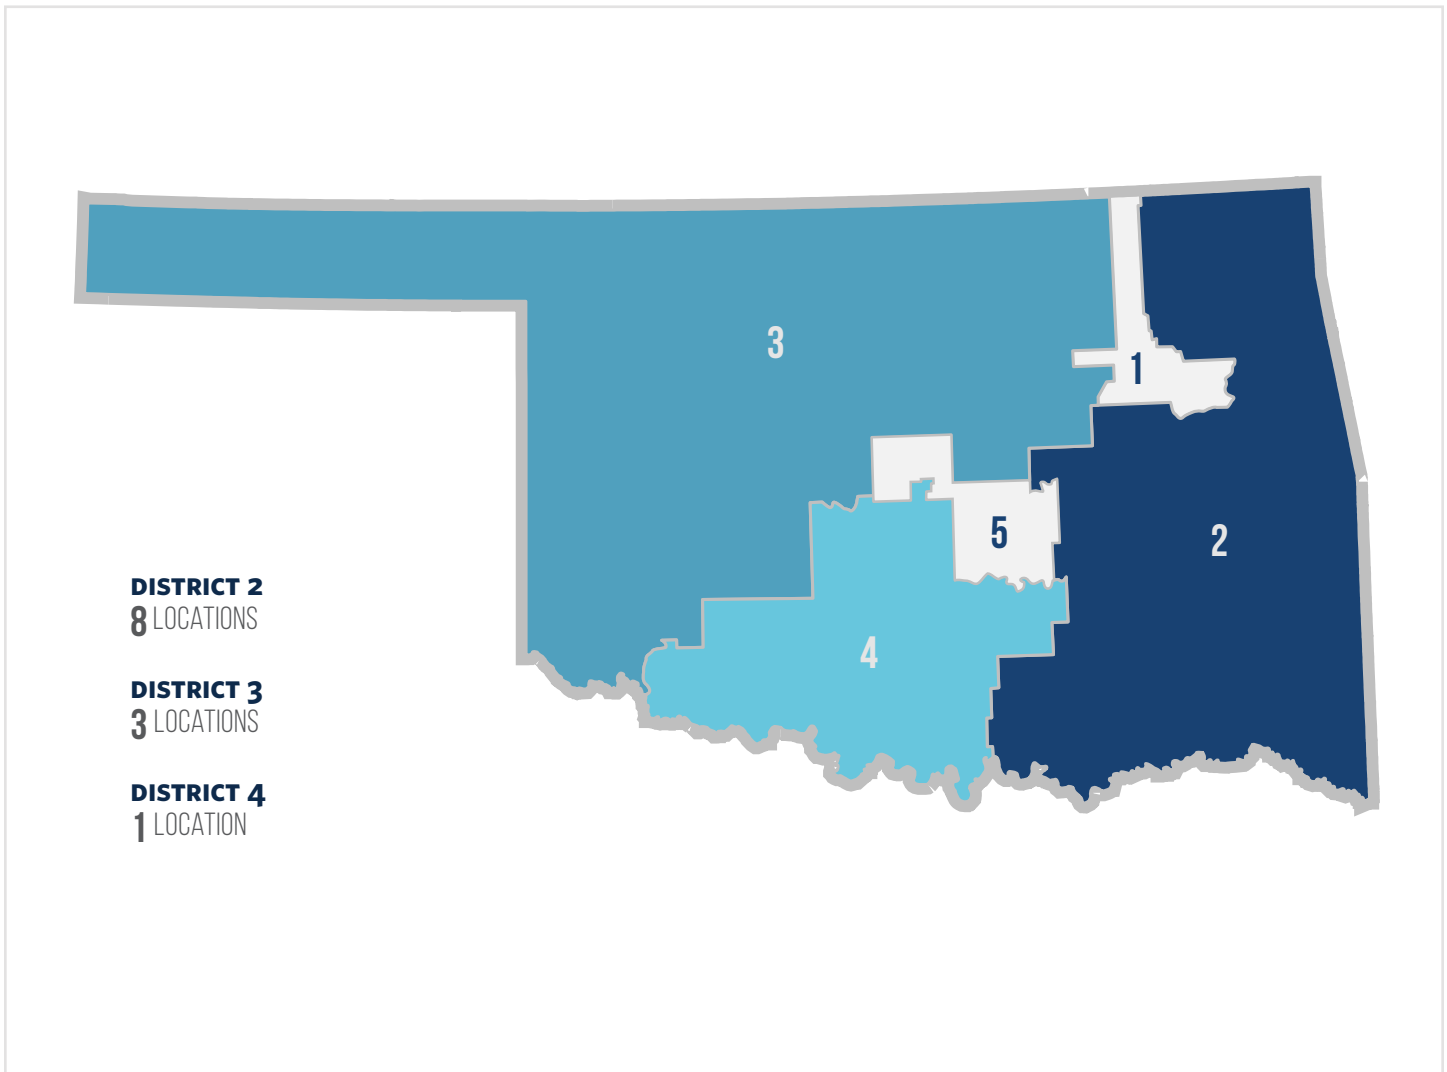 3
1
5
2
4
DISTRICT 2
8 LOCATIONS
DISTRICT 3
3 LOCATIONS
DISTRICT 4
1 LOCATION